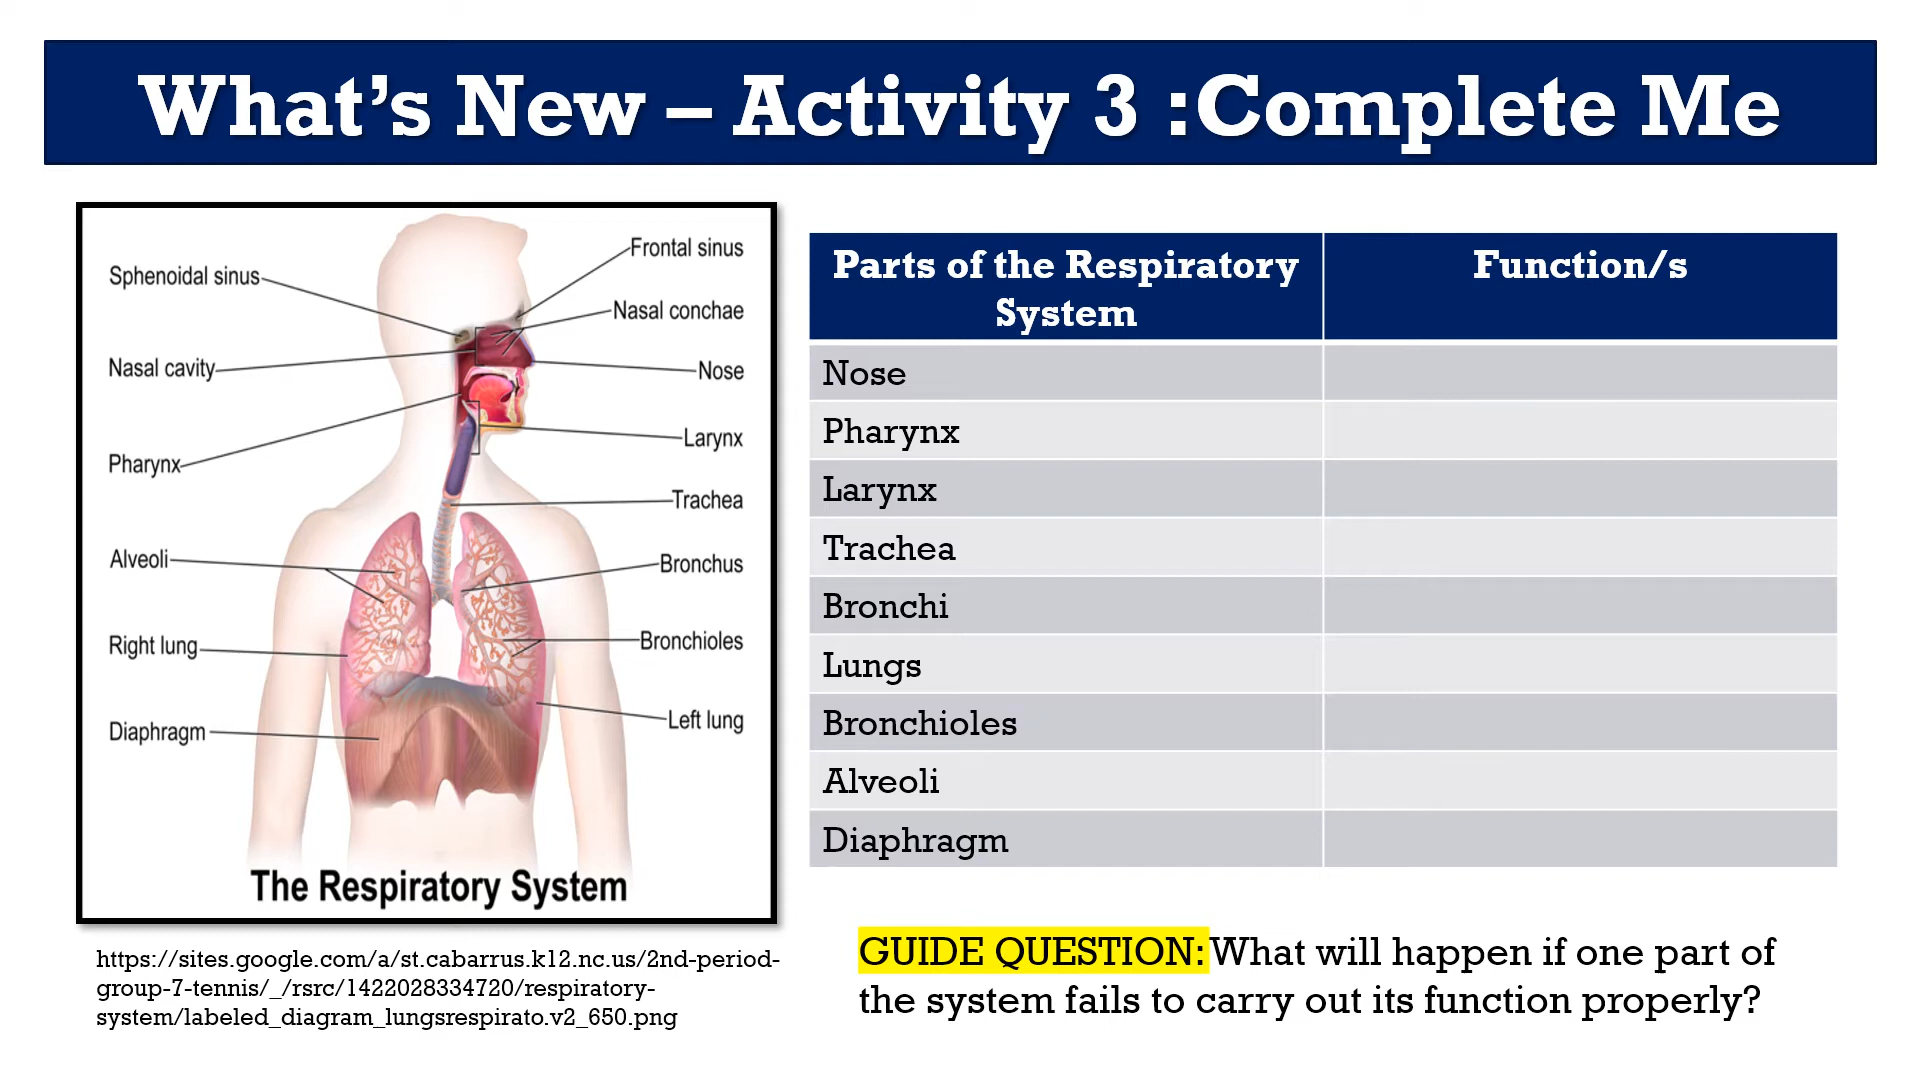 What’s New – Activity 3 :Complete Me
Sphenoidal sinus
Nasal cavity
Pharynx
Alveoli
Right lung
Diaphragm
Frontal sinus
Nasal conchae
Nose
Larynx
Trachea
Bronchus
Bronchioles
Left lung
The Respiratory System
https://sites.google.com/a/st.cabarrus.k12.nc.us/2nd-period-
group-7-tennis/_/rsrc/1422028334720/respiratory-
system/labeled_diagram_lungsrespirato.v2_650.png
Parts of the Respiratory
System
Function/s
Nose
Pharynx
Larynx
Trachea
Bronchi
Lungs
Bronchioles
Alveoli
Diaphragm
GUIDE QUESTION:What will happen if one part of
the system fails to carry out its function properly?